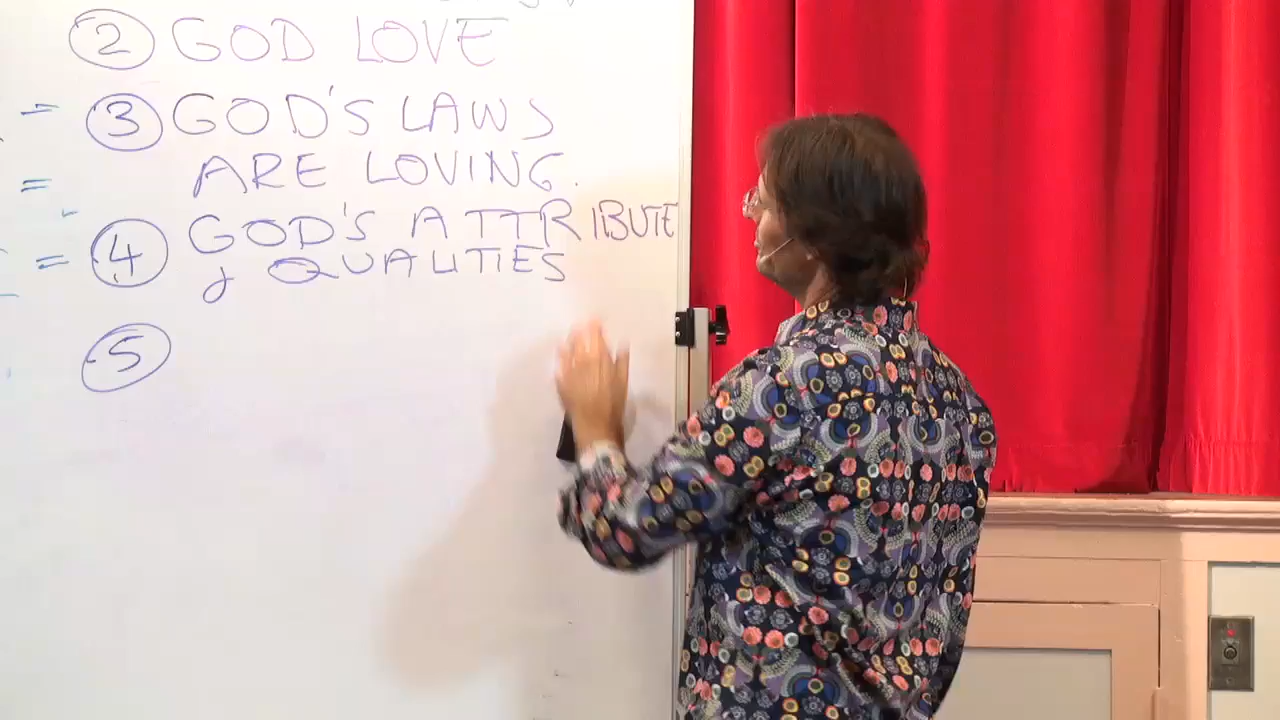 ② GOD LOVE
= ③ GOD'S LAWS
= ARE LOVING.
= ④ GOD'S ATTRIBUTE
& QUALITIES
⑤